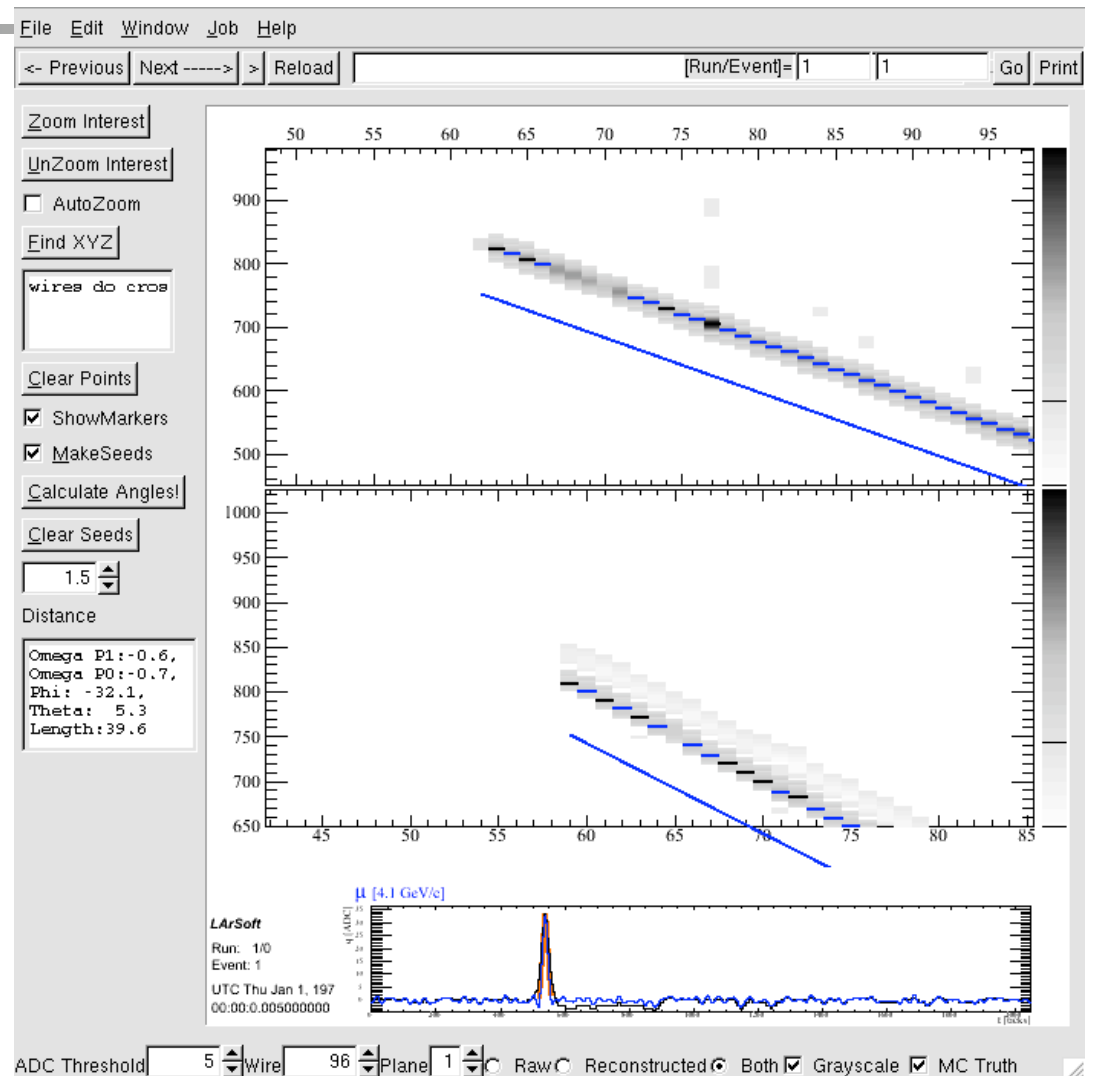 File Edit Window Job Help
<- Previous Next -----> > Reload [Run/Event]= 1 1 Go Print
Zoom Interest
UnZoom Interest
AutoZoom
Find XYZ
wires do cros
Clear Points
ShowMarkers
MakeSeeds
Calculate Angles!
Clear Seeds
1.5
Distance
Omega P1:-0.6,
Omega P0:-0.7,
Phi: -32.1,
Theta: 5.3
Length:39.6
50 55 60 65 70 75 80 85 90 95
900
800
700
600
500
1000
950
900
850
800
750
700
650
45 50 55 60 65 70 75 80 85
μ [4.1 GeV/c]
q [ADC]
LArSoft
Run: 1/0
Event: 1
UTC Thu Jan 1, 197
00:00:0.005000000
t [ticks]
ADC Threshold 5 Wire 96 Plane 1 Raw Reconstructed Both Grayscale MC Truth